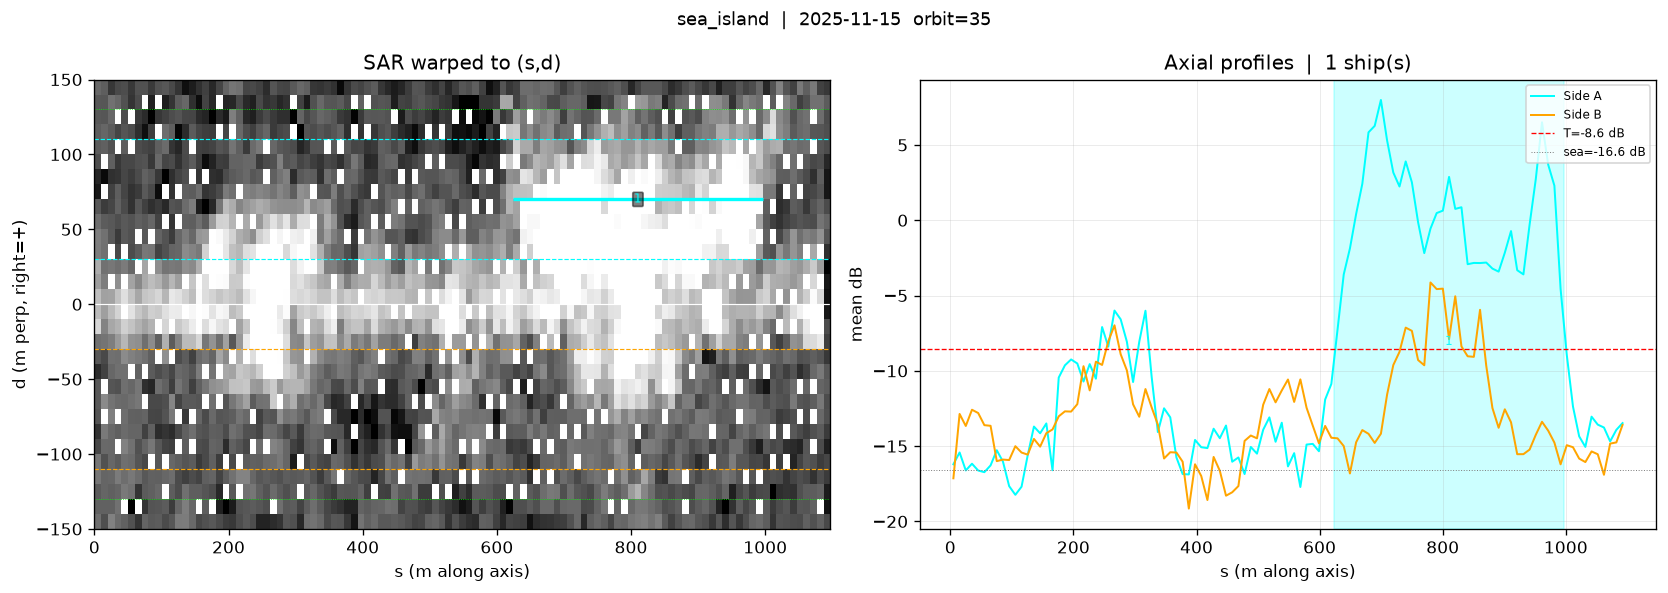 sea_island  |  2025-11-15  orbit=35
SAR warped to (s,d)
150
100
50
0
−50
−100
−150
d (m perp, right=+)
0
200
400
600
800
1000
s (m along axis)
1
Axial profiles  |  1 ship(s)
5
0
−5
−10
−15
−20
mean dB
0
200
400
600
800
1000
s (m along axis)
Side A
Side B
T=-8.6 dB
sea=-16.6 dB
1